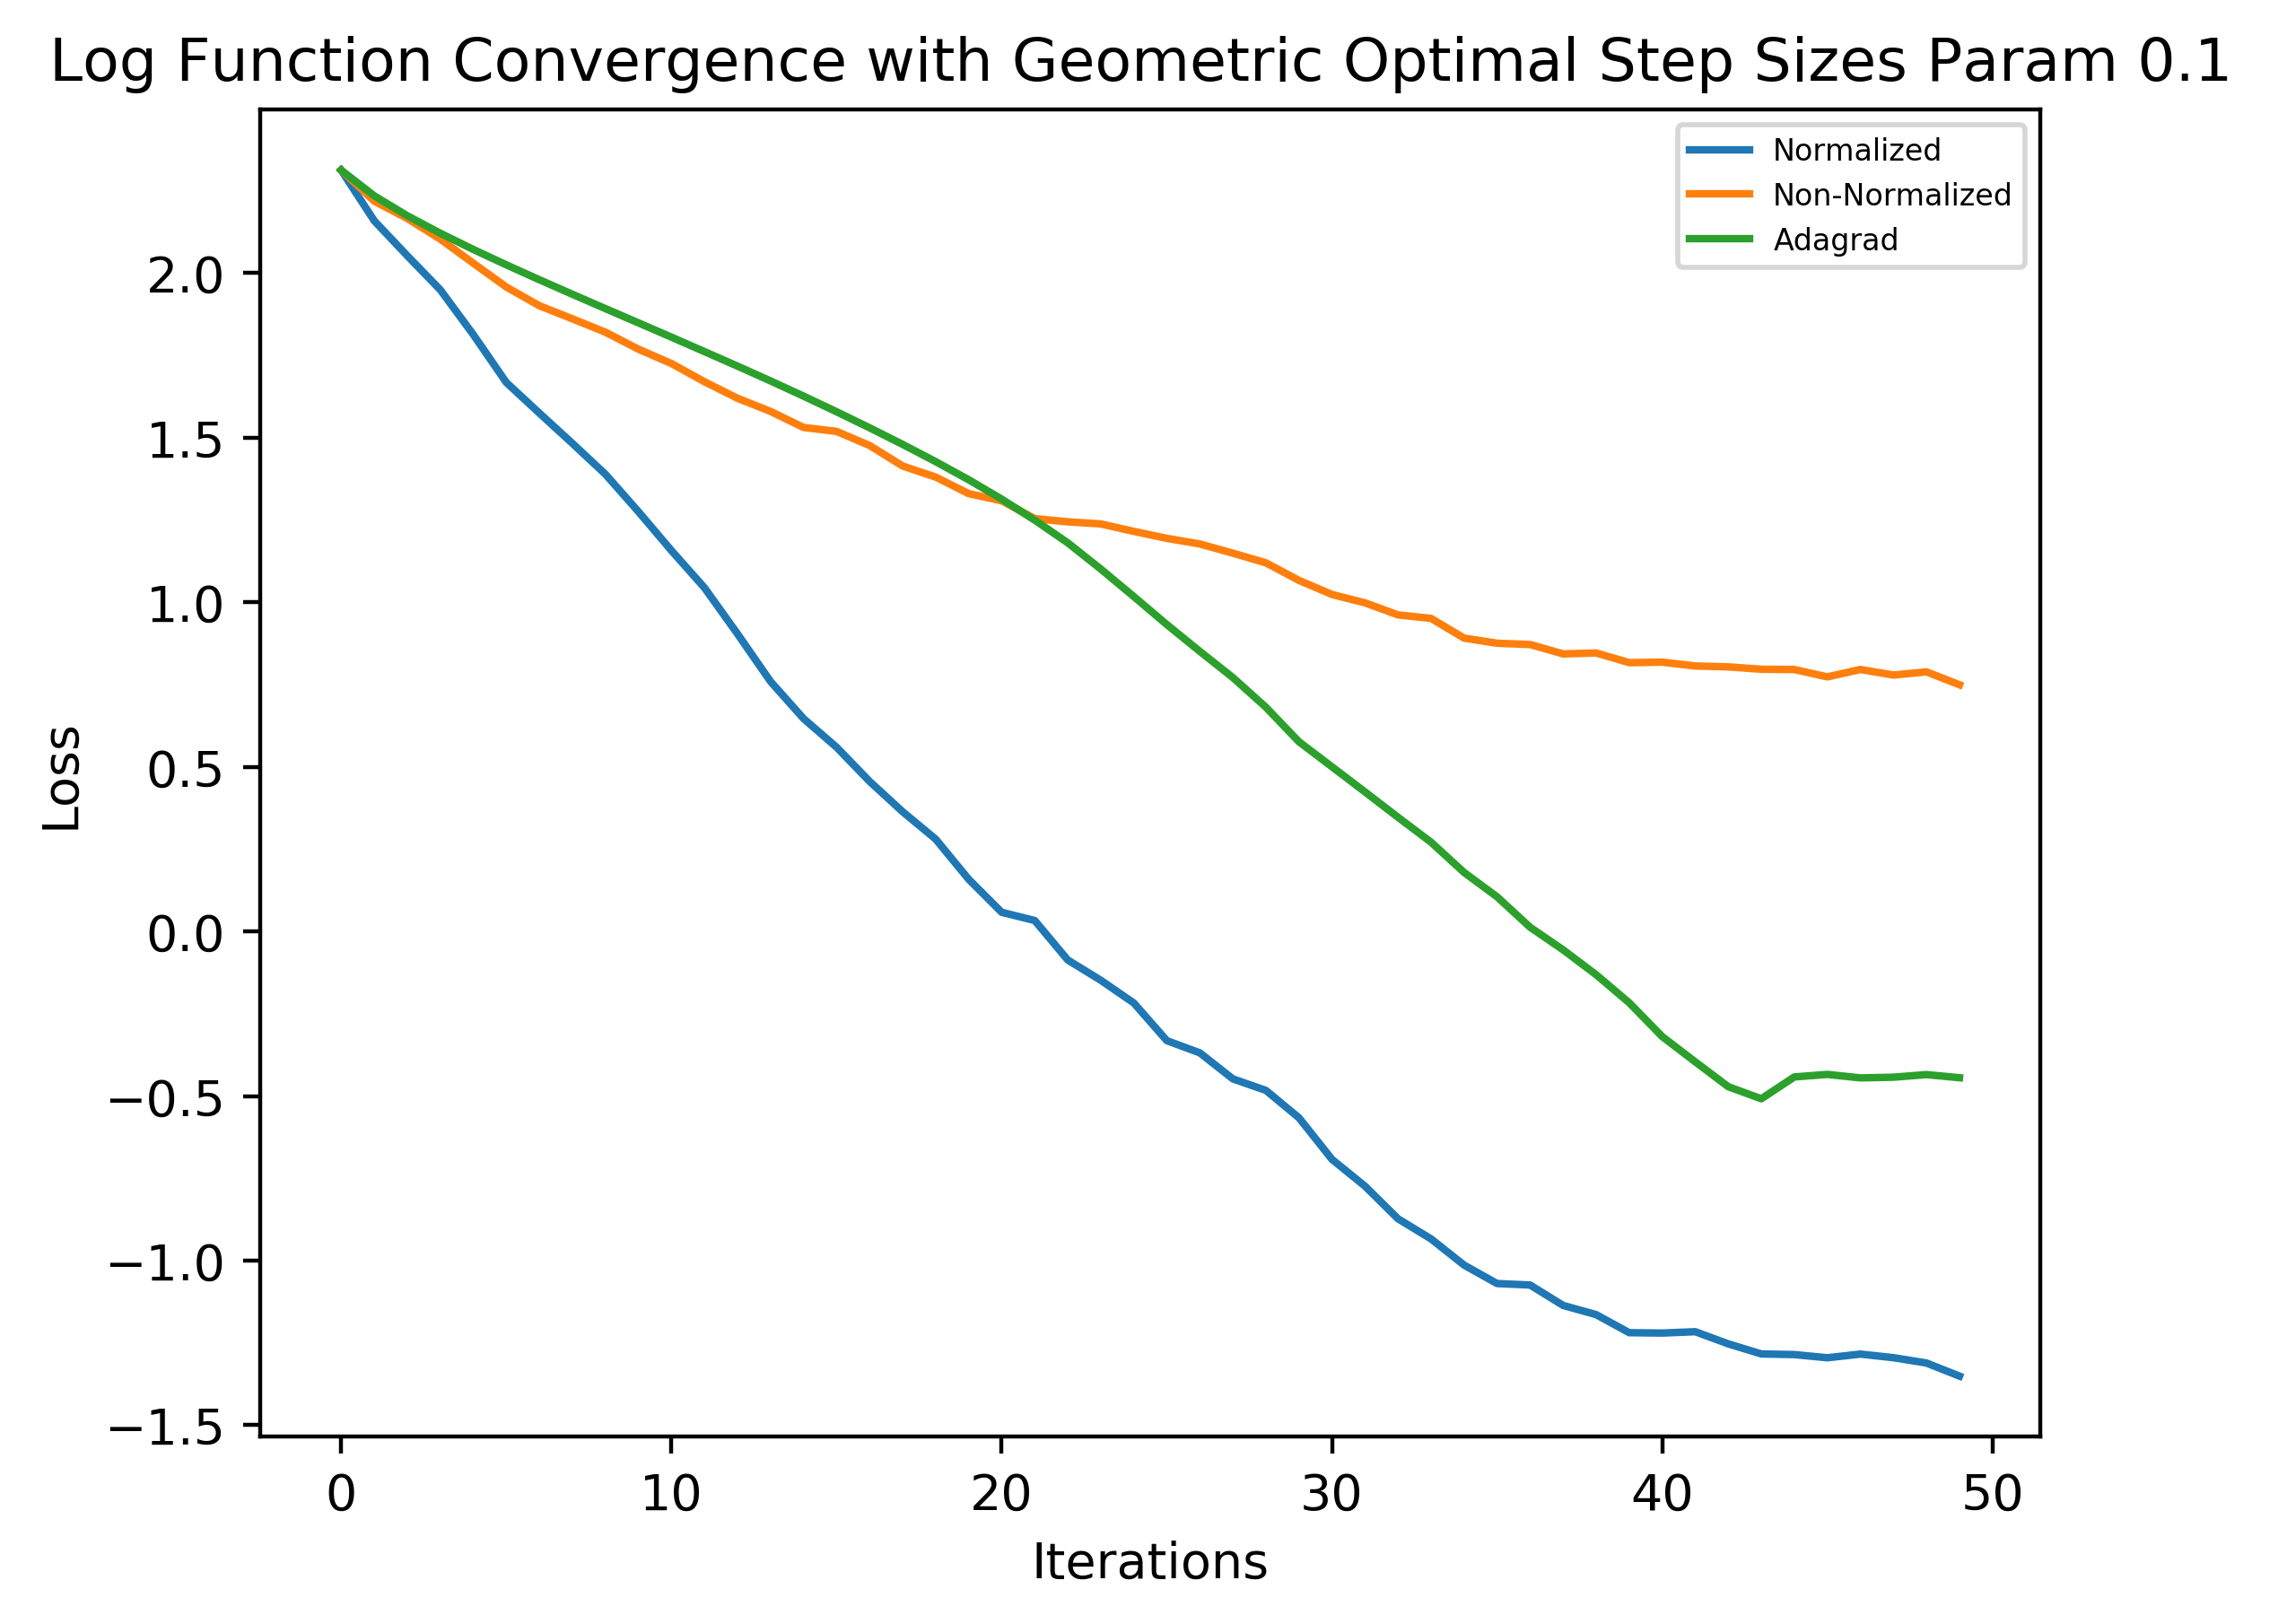 Log Function Convergence with Geometric Optimal Step Sizes Param 0.1
Normalized
Non-Normalized
Adagrad
2.0
1.5
1.0
0.5
0.0
−0.5
−1.0
−1.5
Loss
0 10 20 30 40 50
Iterations